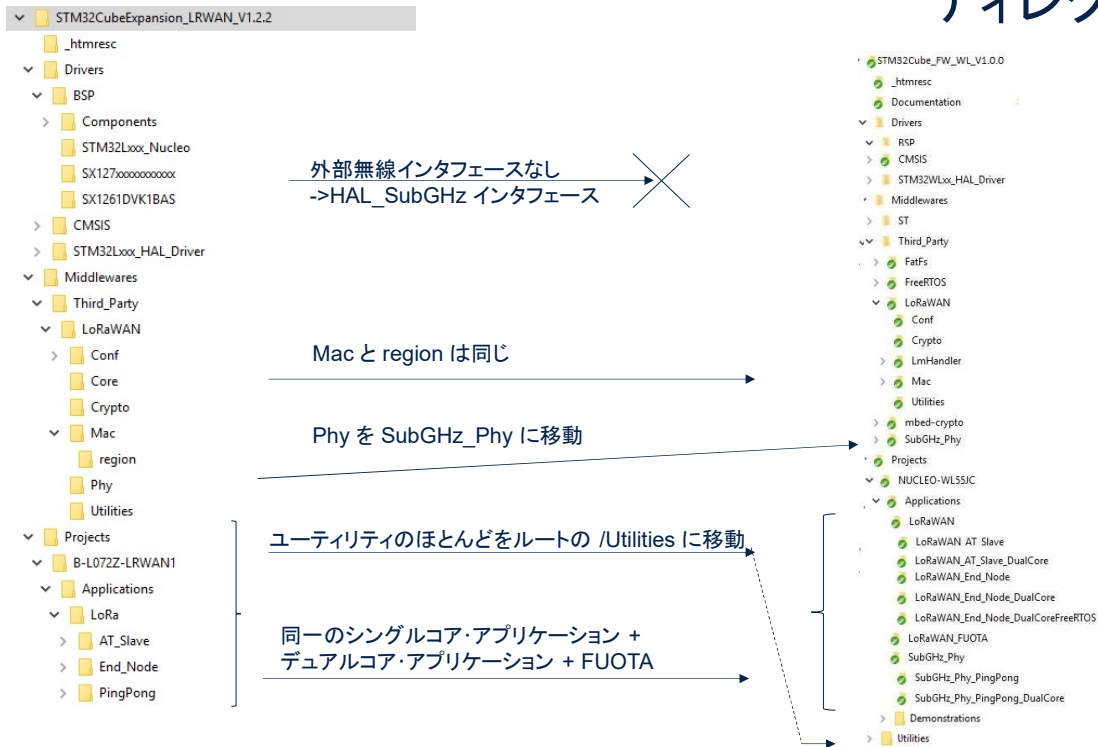 ディレク
STM32CubeExpansion_LRWAN_V1.2.2
_htmresc
Drivers
BSP
Components
STM32Lxxx_Nucleo
SX127xxxxxxxxxxx
SX1261DVK1BAS
CMSIS
STM32Lxxx_HAL_Driver
Middlewares
Third_Party
LoRaWAN
Conf
Core
Crypto
Mac
region
Phy
Utilities
Projects
B-L072Z-LRWAN1
Applications
LoRa
AT_Slave
End_Node
PingPong
外部無線インタフェースなし
->HAL_SubGHz インタフェース
Mac と region は同じ
Phy を SubGHz_Phy に移動
ユーティリティのほとんどをルートの /Utilities に移動
同一のシングルコア・アプリケーション +
デュアルコア・アプリケーション + FUOTA
STM32Cube_FW_WL_V1.0.0
_htmresc
Documentation
Drivers
BSP
CMSIS
STM32WLxx_HAL_Driver
Middlewares
ST
Third_Party
FatFs
FreeRTOS
LoRaWAN
Conf
Crypto
LmHandler
Mac
Utilities
mbed-crypto
SubGHz_Phy
Projects
NUCLEO-WL55JC
Applications
LoRaWAN
LoRaWAN_AT_Slave
LoRaWAN_AT_Slave_DualCore
LoRaWAN_End_Node
LoRaWAN_End_Node_DualCore
LoRaWAN_End_Node_DualCoreFreeRTOS
LoRaWAN_FUOTA
SubGHz_Phy
SubGHz_Phy_PingPong
SubGHz_Phy_PingPong_DualCore
Demonstrations
Utilities